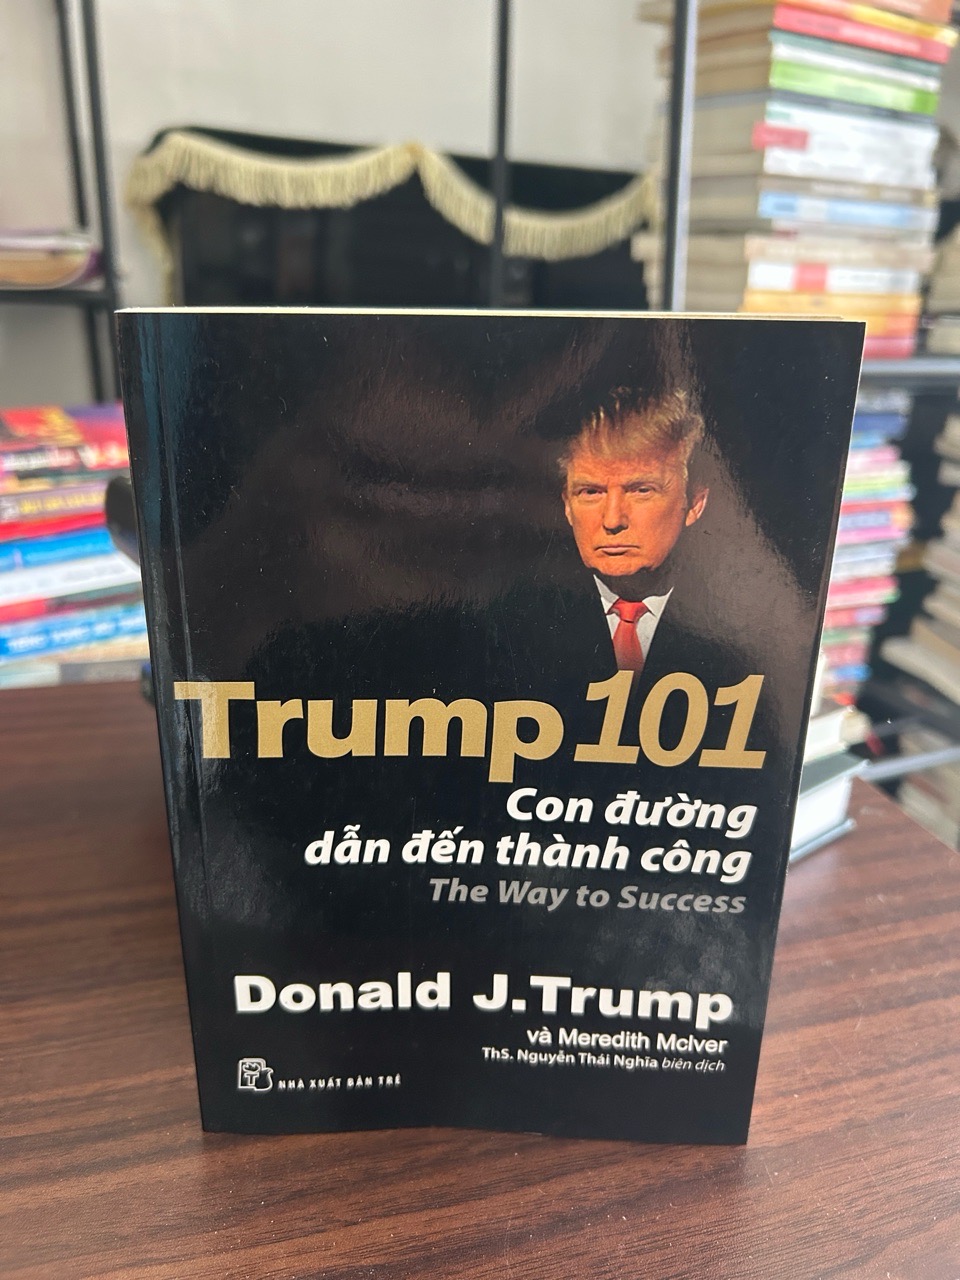 Trump 101
Con đường
dẫn đến thành công
The Way to Success
Donald J. Trump
và Meredith McIver
ThS. Nguyễn Thái Nghĩa biên dịch
NHÀ XUẤT BẢN TRẺ